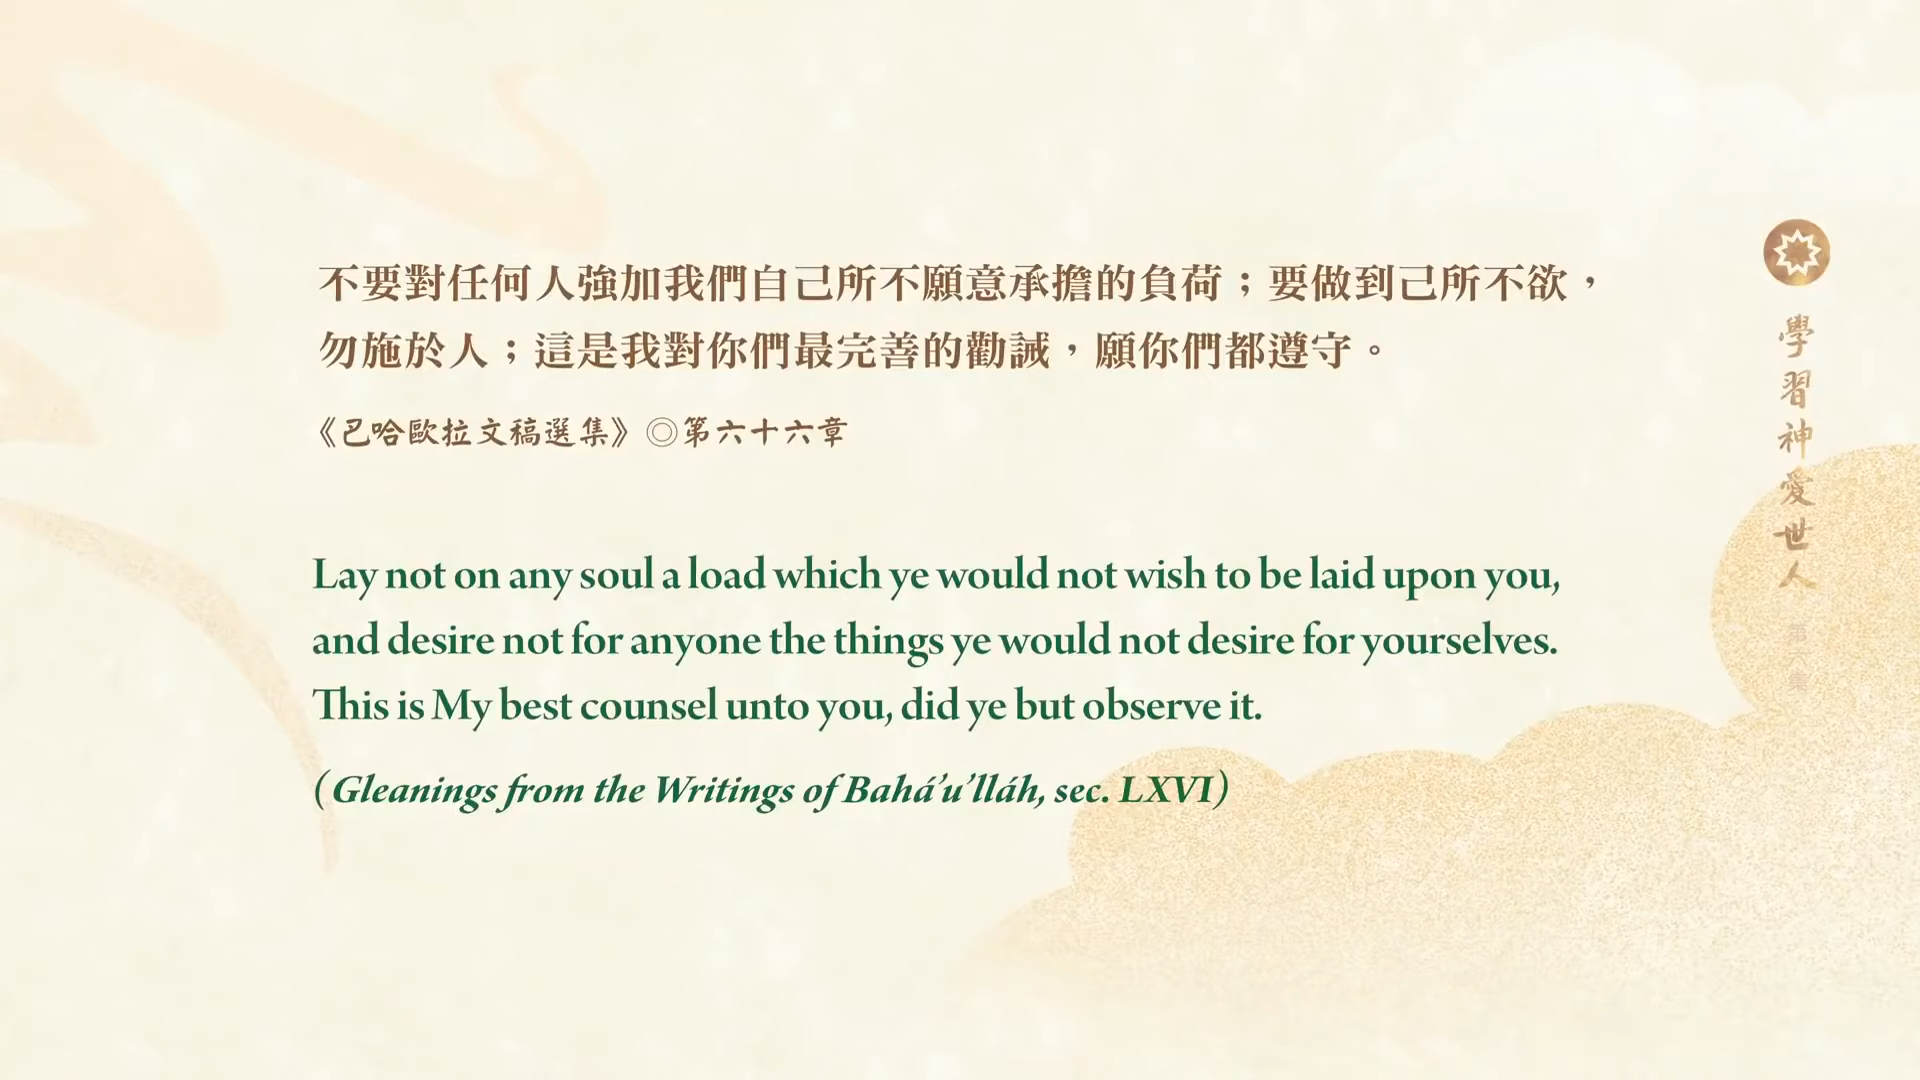 不要對任何人強加我們自己所不願意承擔的負荷；要做到己所不欲，
勿施於人；這是我對你們最完善的勸誡，願你們都遵守。
《巴哈歐拉文稿選集》◎第六十六章
Lay not on any soul a load which ye would not wish to be laid upon you,
and desire not for anyone the things ye would not desire for yourselves.
This is My best counsel unto you, did ye but observe it.
(Gleanings from the Writings of Bahá’u’lláh, sec. LXVI)
學習神愛世人
第六集